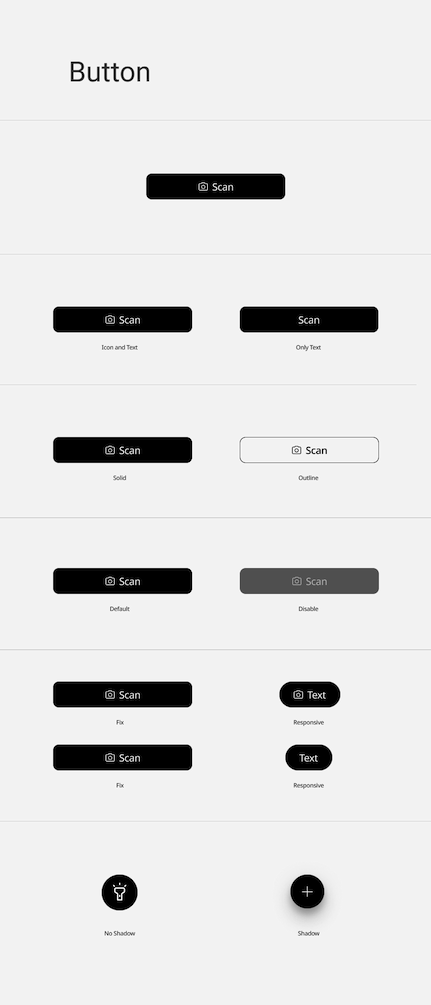 Button
Scan
Scan Scan
Icon and Text Only Text
Scan Scan
Solid Outline
Scan Scan
Default Disable
Scan Text
Fix Responsive
Scan Text
Fix Responsive
No Shadow Shadow